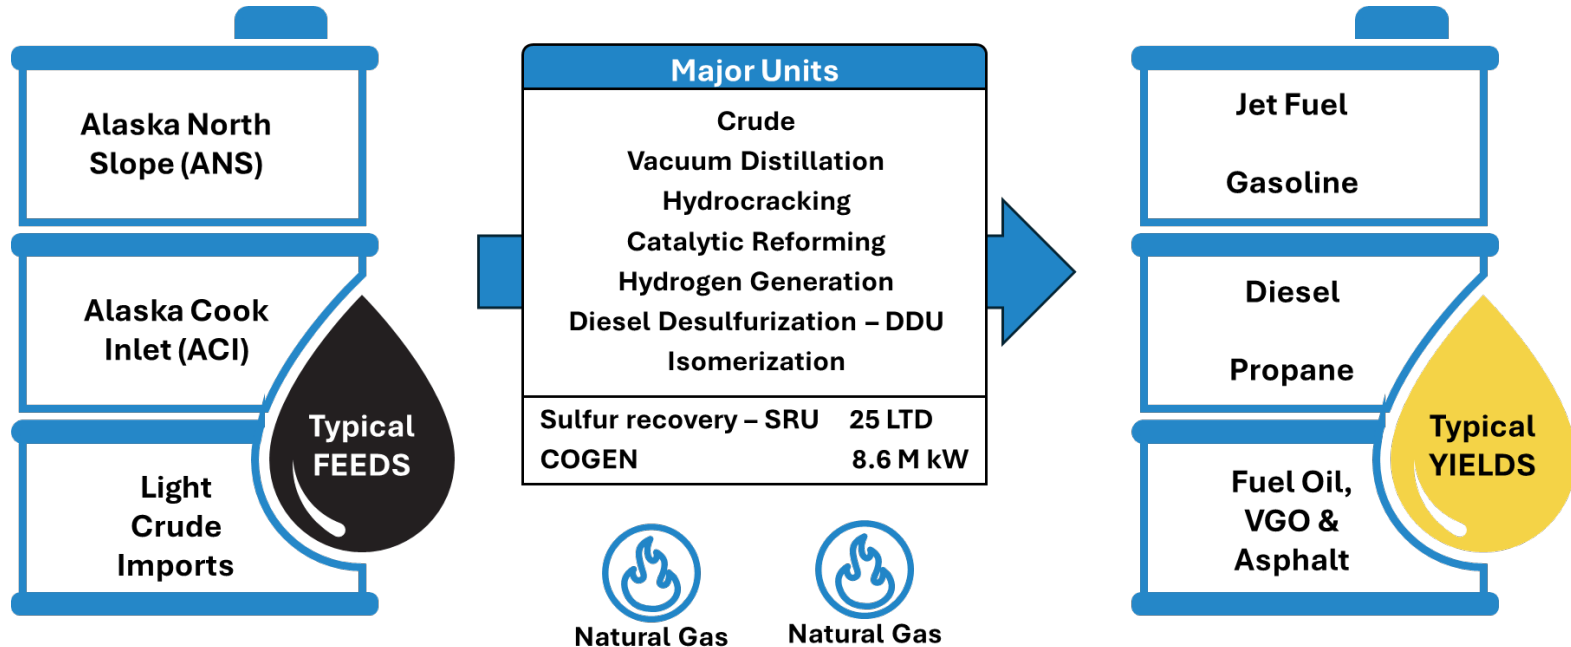 Alaska North
Slope (ANS)
Alaska Cook
Inlet (ACI)
Light
Crude
Imports
Typical
FEEDS
Major Units
Crude
Vacuum Distillation
Hydrocracking
Catalytic Reforming
Hydrogen Generation
Diesel Desulfurization – DDU
Isomerization
Sulfur recovery – SRU 25 LTD
COGEN 8.6 M kW
Natural Gas
Natural Gas
Jet Fuel
Gasoline
Diesel
Propane
Fuel Oil,
VGO &
Asphalt
Typical
YIELDS